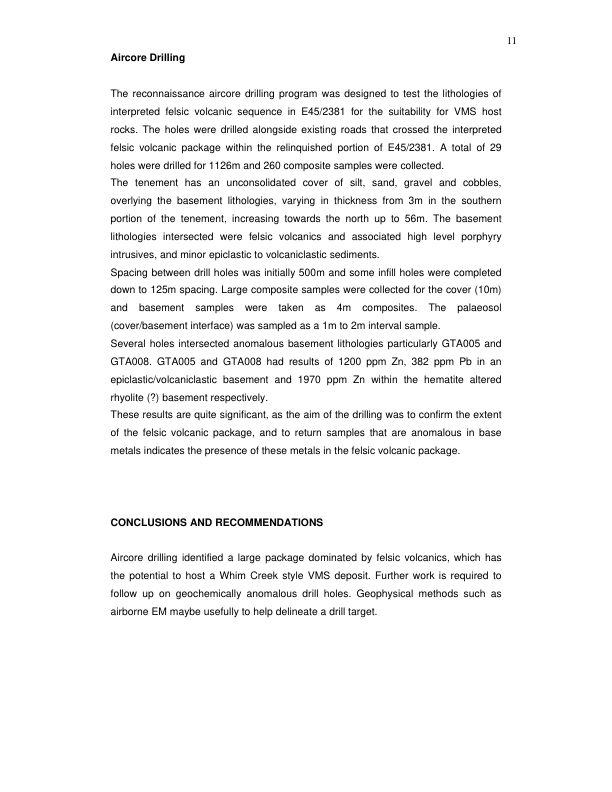 11
Aircore Drilling
The reconnaissance aircore drilling program was designed to test the lithologies of
interpreted felsic volcanic sequence in E45/2381 for the suitability for VMS host
rocks. The holes were drilled alongside existing roads that crossed the interpreted
felsic volcanic package within the relinquished portion of E45/2381. A total of 29
holes were drilled for 1126m and 260 composite samples were collected.
The tenement has an unconsolidated cover of silt, sand, gravel and cobbles,
overlying the basement lithologies, varying in thickness from 3m in the southern
portion of the tenement, increasing towards the north up to 56m. The basement
lithologies intersected were felsic volcanics and associated high level porphyry
intrusives, and minor epiclastic to volcaniclastic sediments.
Spacing between drill holes was initially 500m and some infill holes were completed
down to 125m spacing. Large composite samples were collected for the cover (10m)
and basement samples were taken as 4m composites. The palaeosol
(cover/basement interface) was sampled as a 1m to 2m interval sample.
Several holes intersected anomalous basement lithologies particularly GTA005 and
GTA008. GTA005 and GTA008 had results of 1200 ppm Zn, 382 ppm Pb in an
epiclastic/volcaniclastic basement and 1970 ppm Zn within the hematite altered
rhyolite (?) basement respectively.
These results are quite significant, as the aim of the drilling was to confirm the extent
of the felsic volcanic package, and to return samples that are anomalous in base
metals indicates the presence of these metals in the felsic volcanic package.
CONCLUSIONS AND RECOMMENDATIONS
Aircore drilling identified a large package dominated by felsic volcanics, which has
the potential to host a Whim Creek style VMS deposit. Further work is required to
follow up on geochemically anomalous drill holes. Geophysical methods such as
airborne EM maybe usefully to help delineate a drill target.